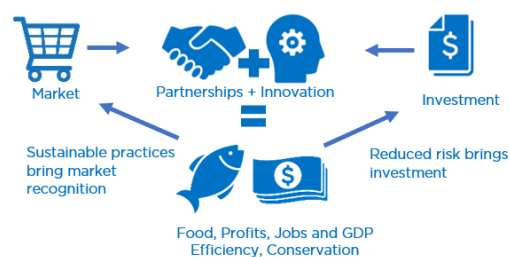 $
Market
Partnerships + Innovation
Investment
Sustainable practices
bring market
recognition
Reduced risk brings
investment
$
Food, Profits, Jobs and GDP
Efficiency, Conservation